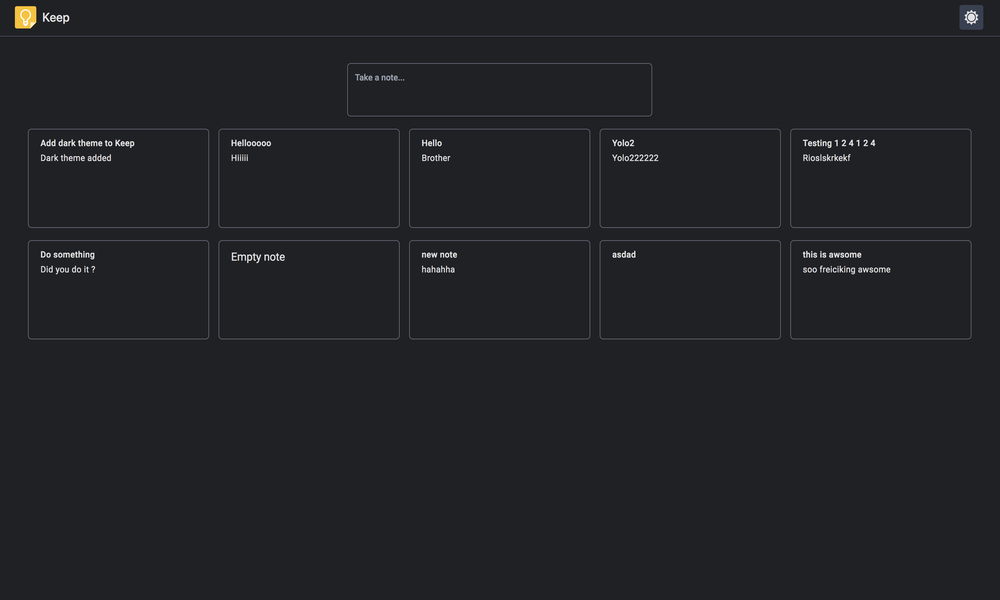 Keep
Take a note...
Add dark theme to Keep
Dark theme added
Hellooooo
Hiiiii
Hello
Brother
Yolo2
Yolo222222
Testing 1 2 4 1 2 4
Rioslskrkekf
Do something
Did you do it ?
Empty note
new note
hahahha
asdad
this is awsome
soo freiciking awsome